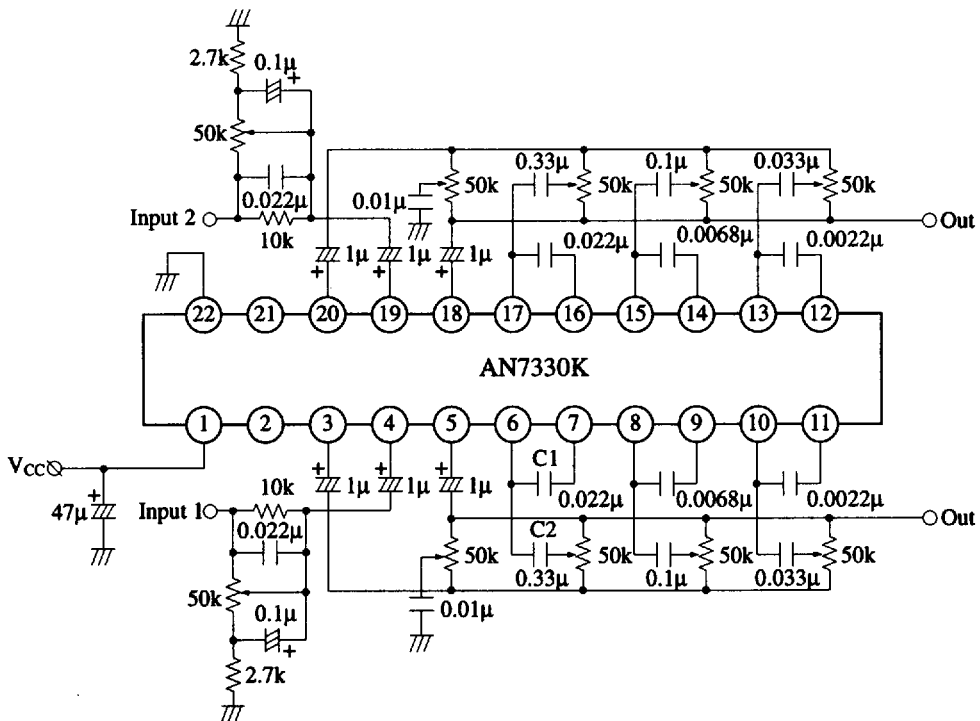 2.7k
0.1μ
+
50k
0.022μ
Input 2
10k
0.01μ
50k
0.33μ
50k
0.1μ
50k
0.033μ
50k
Out
0.022μ
0.0068μ
0.0022μ
+
1μ
+
1μ
+
1μ
22
21
20
19
18
17
16
15
14
13
12
AN7330K
1
2
3
4
5
6
7
8
9
10
11
VCC
+
47μ
+
1μ
+
1μ
+
1μ
C1
0.022μ
0.0068μ
0.0022μ
10k
Input 1
0.022μ
Out
50k
C2
0.33μ
50k
0.1μ
50k
0.033μ
50k
0.01μ
50k
0.1μ
+
2.7k